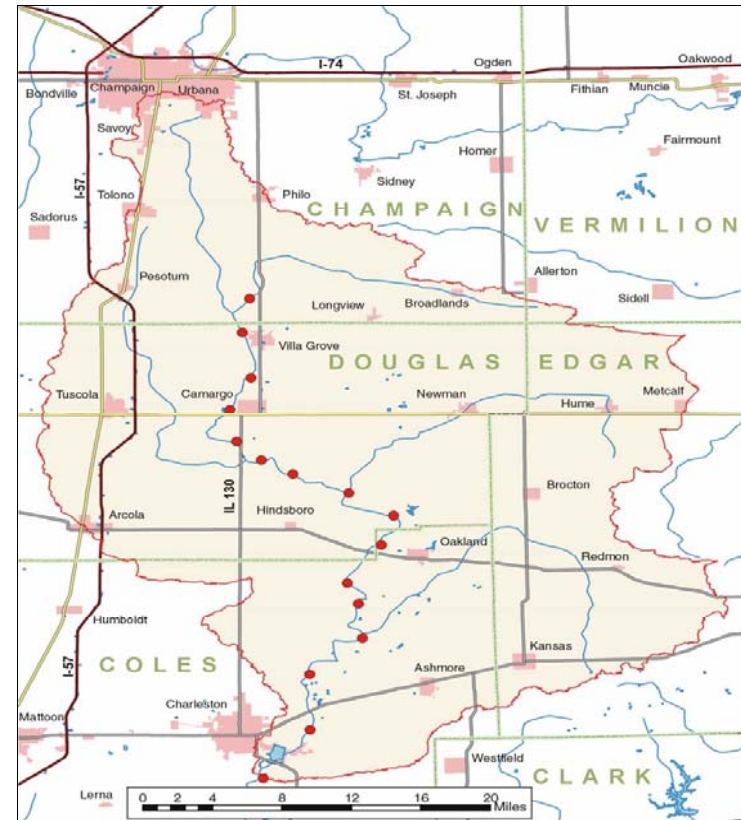 I-74
Ogden
Oakwood
Bondville
Champaign
Urbana
St. Joseph
Fithian
Muncie
Savoy
Homer
Fairmount
I-57
Sidney
Tolono
Philo
CHAMPAIGN
VERMILION
Sadorus
Pesotum
Allerton
Longview
Broadlands
Sidell
Villa Grove
DOUGLAS
EDGAR
Tuscola
Camargo
Newman
Hume
Metcalf
IL 130
Brocton
Arcola
Hindsboro
Oakland
Redmon
Humboldt
Kansas
COLES
I-57
Ashmore
Charleston
Mattoon
Westfield
CLARK
Lerna
0 2 4 8 12 16 20
Miles